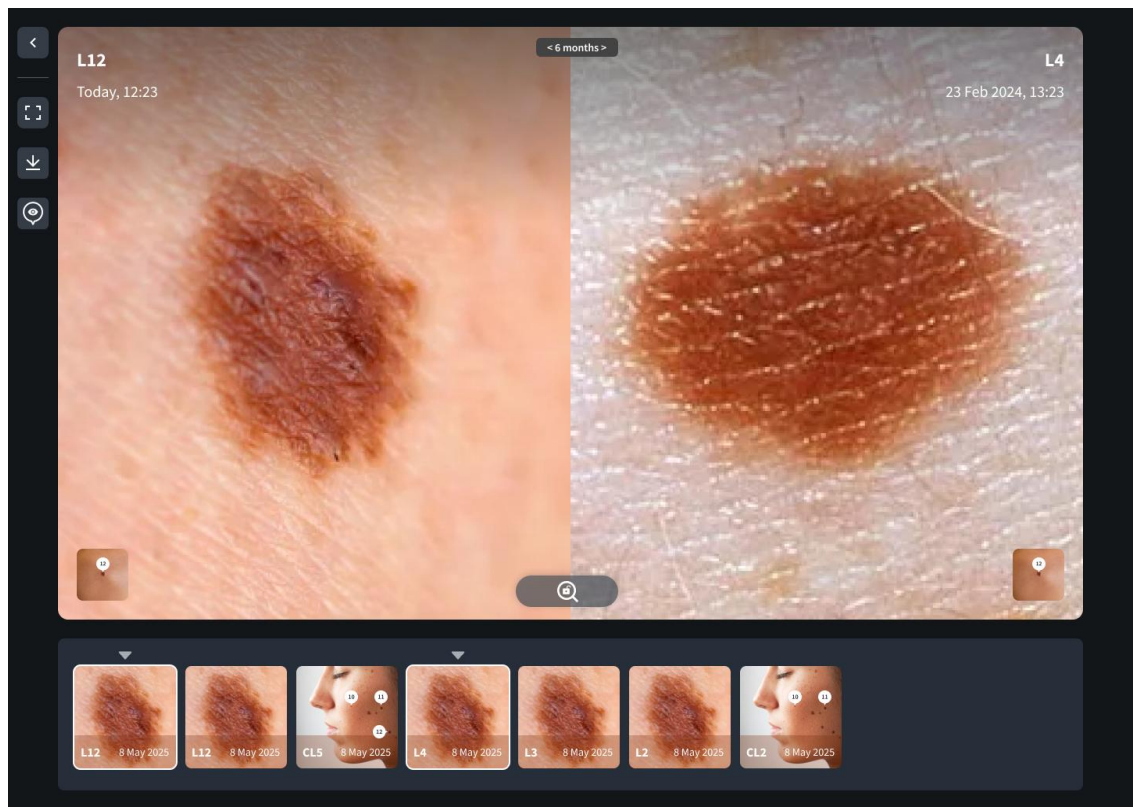 < 6 months >
L12
Today, 12:23
L4
23 Feb 2024, 13:23
12
12
L12 8 May 2025
L12 8 May 2025
10
11
12
CL5 8 May 2025
L4 8 May 2025
L3 8 May 2025
L2 8 May 2025
10
11
CL2 8 May 2025